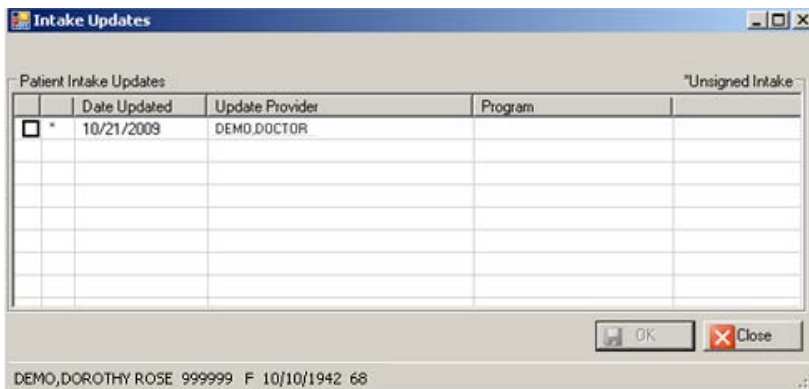 Intake Updates
Patient Intake Updates "Unsigned Intake
Date Updated Update Provider Program
* 10/21/2009 DEMO,DOCTOR
OK Close
DEMO,DOROTHY ROSE 999999 F 10/10/1942 68